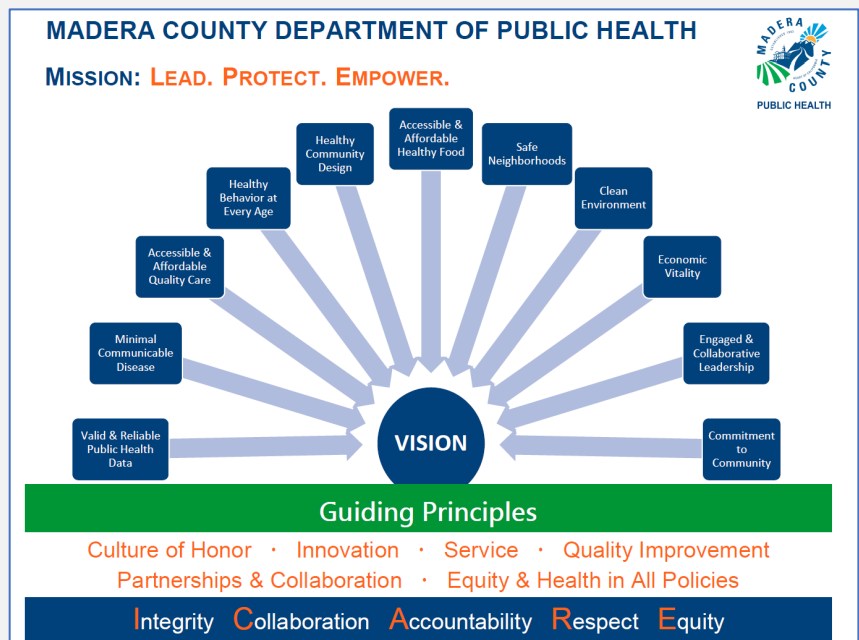 MADERA COUNTY DEPARTMENT OF PUBLIC HEALTH
MISSION: LEAD. PROTECT. EMPOWER.
MADERA
COUNTY
PUBLIC HEALTH
Accessible &
Affordable
Healthy Food
Healthy
Community
Design
Safe
Neighborhoods
Healthy
Behavior at
Every Age
Clean
Environment
Accessible &
Affordable
Quality Care
Economic
Vitality
Minimal
Communicable
Disease
Engaged &
Collaborative
Leadership
Valid & Reliable
Public Health
Data
VISION
Commitment
to
Community
Guiding Principles
Culture of Honor · Innovation · Service · Quality Improvement
Partnerships & Collaboration · Equity & Health in All Policies
Integrity Collaboration Accountability Respect Equity